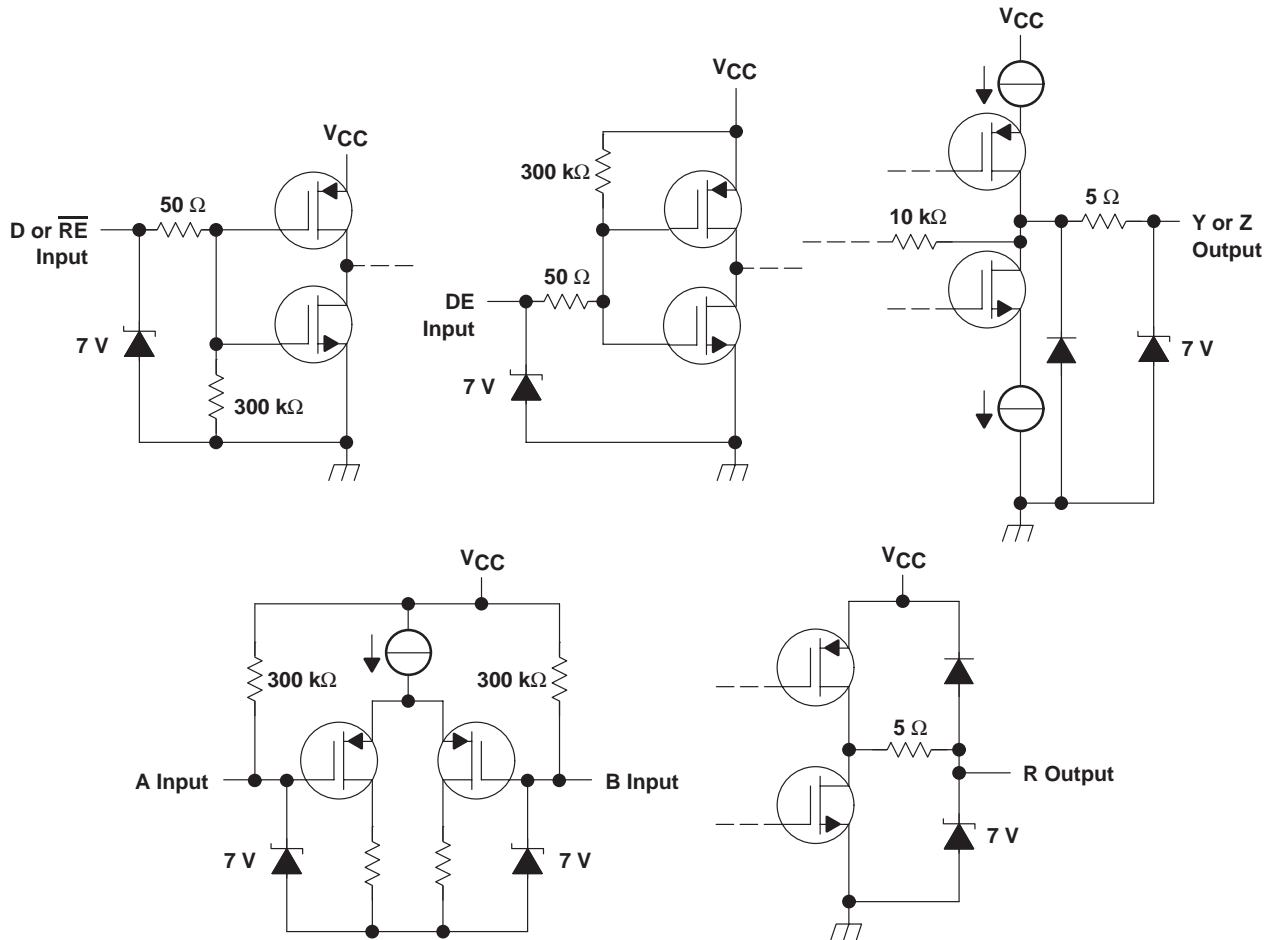 VCC
D or RE
Input
50 Ω
7 V
300 kΩ
VCC
300 kΩ
50 Ω
DE
Input
7 V
VCC
10 kΩ
5 Ω
Y or Z
Output
7 V
VCC
300 kΩ
300 kΩ
A Input
B Input
7 V
7 V
VCC
5 Ω
R Output
7 V